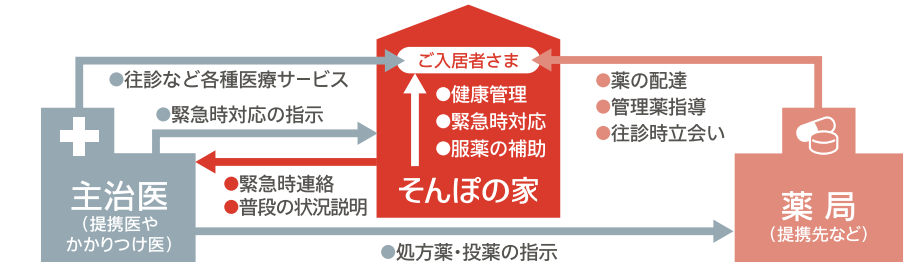 ご入居者さま
●往診など各種医療サービス
●緊急時対応の指示
●健康管理
●緊急時対応
●服薬の補助
そんぽの家
●薬の配達
●管理薬指導
●往診時立会い
主治医
（提携医や
かかりつけ医）
●緊急時連絡
●普段の状況説明
薬局
（提携先など）
●処方薬・投薬の指示